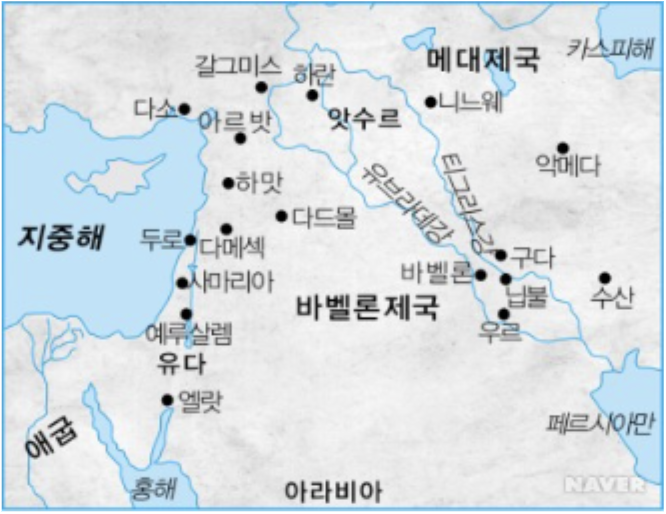 갈그미스
하란
메대제국
카스피해
다소
아르밧
앗수르
니느웨
악메다
하맛
유브라데강
티그리스강
지중해
두로
다메섹
다드몰
구다
바벨론
사마리아
닙불
수산
바벨론제국
예루살렘
우르
유다
엘랏
애굽
페르시아만
홍해
아라비아
NAVER